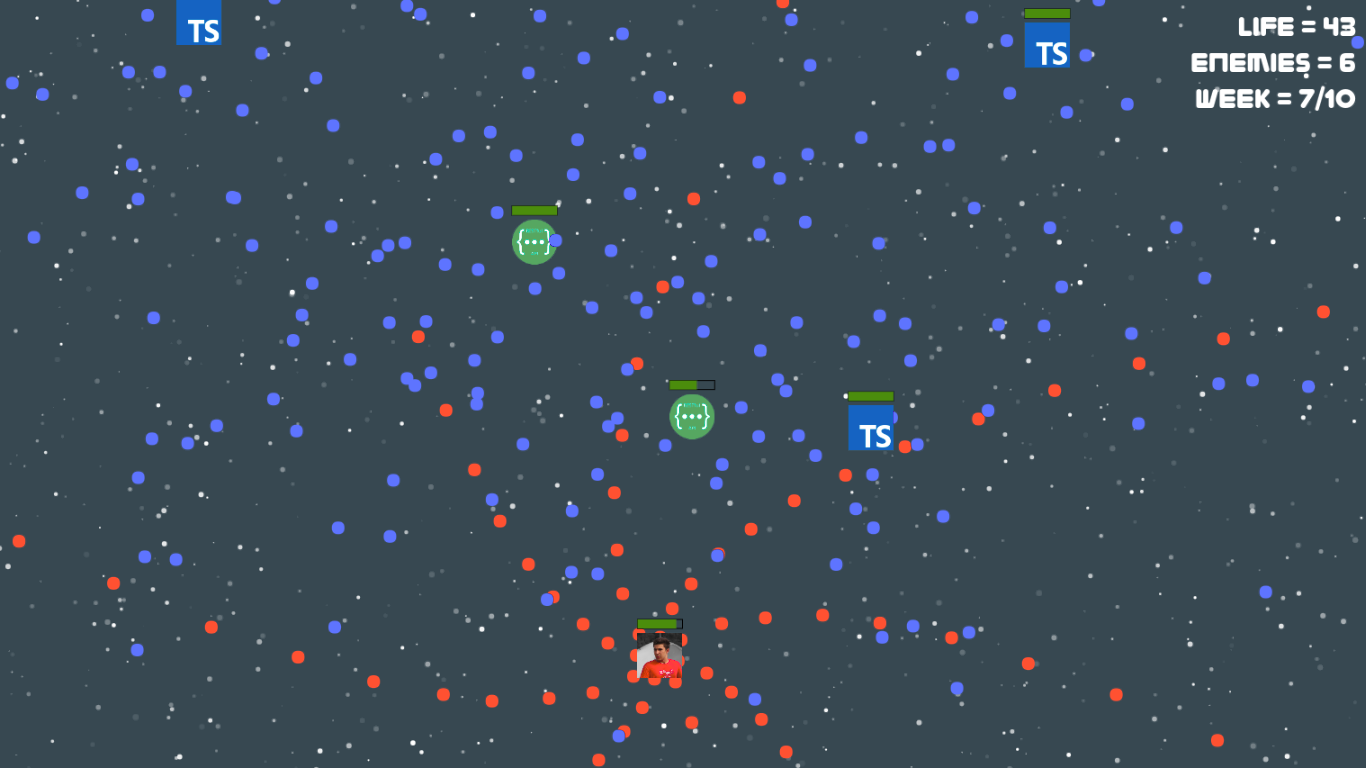 TS
TS
LIFE = 43
ENEMIES = 6
WEEK = 7/10
{•••}
{•••}
TS